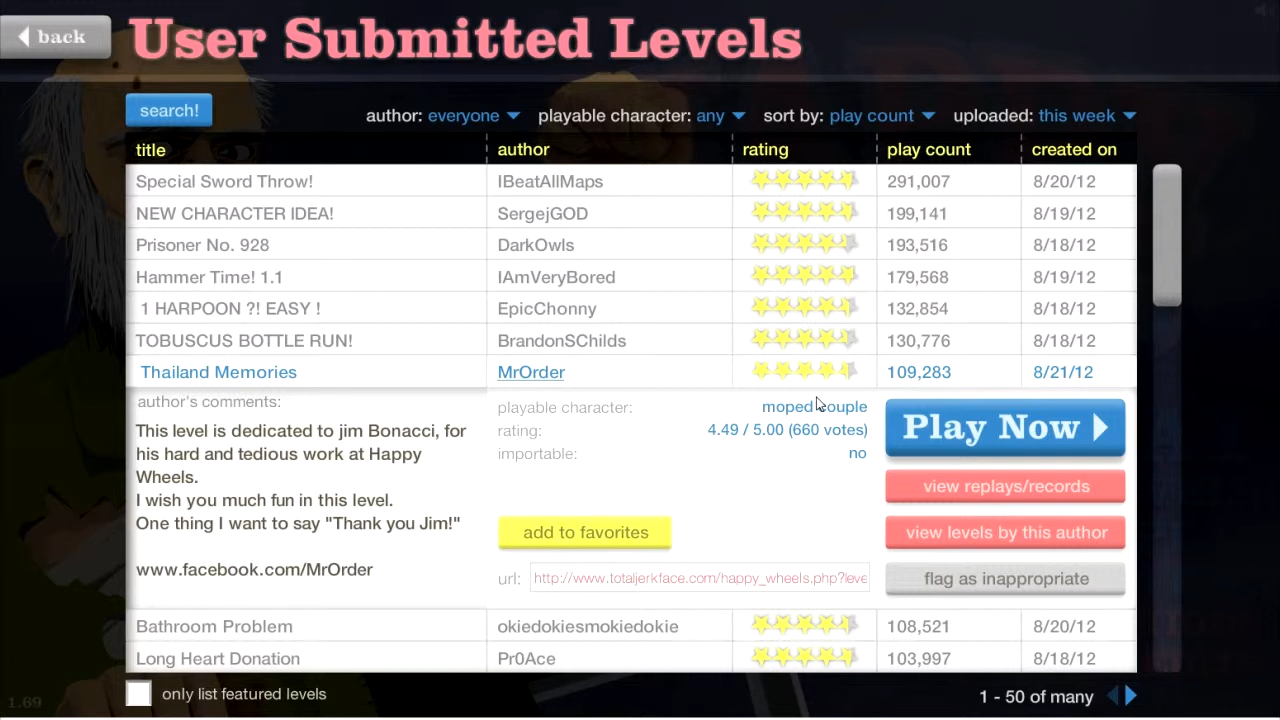 back
User Submitted Levels
search!
author: everyone playable character: any sort by: play count uploaded: this week
title author rating play count created on
Special Sword Throw! IBeatAllMaps 291,007 8/20/12
NEW CHARACTER IDEA! SergejGOD 199,141 8/19/12
Prisoner No. 928 DarkOwls 193,516 8/18/12
Hammer Time! 1.1 IAmVeryBored 179,568 8/19/12
1 HARPOON ?! EASY ! EpicChonny 132,854 8/18/12
TOBUSCUS BOTTLE RUN! BrandonSChilds 130,776 8/18/12
Thailand Memories MrOrder 109,283 8/21/12
author's comments:
This level is dedicated to jim Bonacci, for
his hard and tedious work at Happy
Wheels.
I wish you much fun in this level.
One thing I want to say "Thank you Jim!"
www.facebook.com/MrOrder
playable character: moped couple
rating: 4.49 / 5.00 (660 votes)
importable: no
add to favorites
url: http://www.totaljerkface.com/happy_wheels.php?leve
Play Now
view replays/records
view levels by this author
flag as inappropriate
Bathroom Problem okiedokiesmokiedokie 108,521 8/20/12
Long Heart Donation Pr0Ace 103,997 8/18/12
only list featured levels
1 - 50 of many
1.69